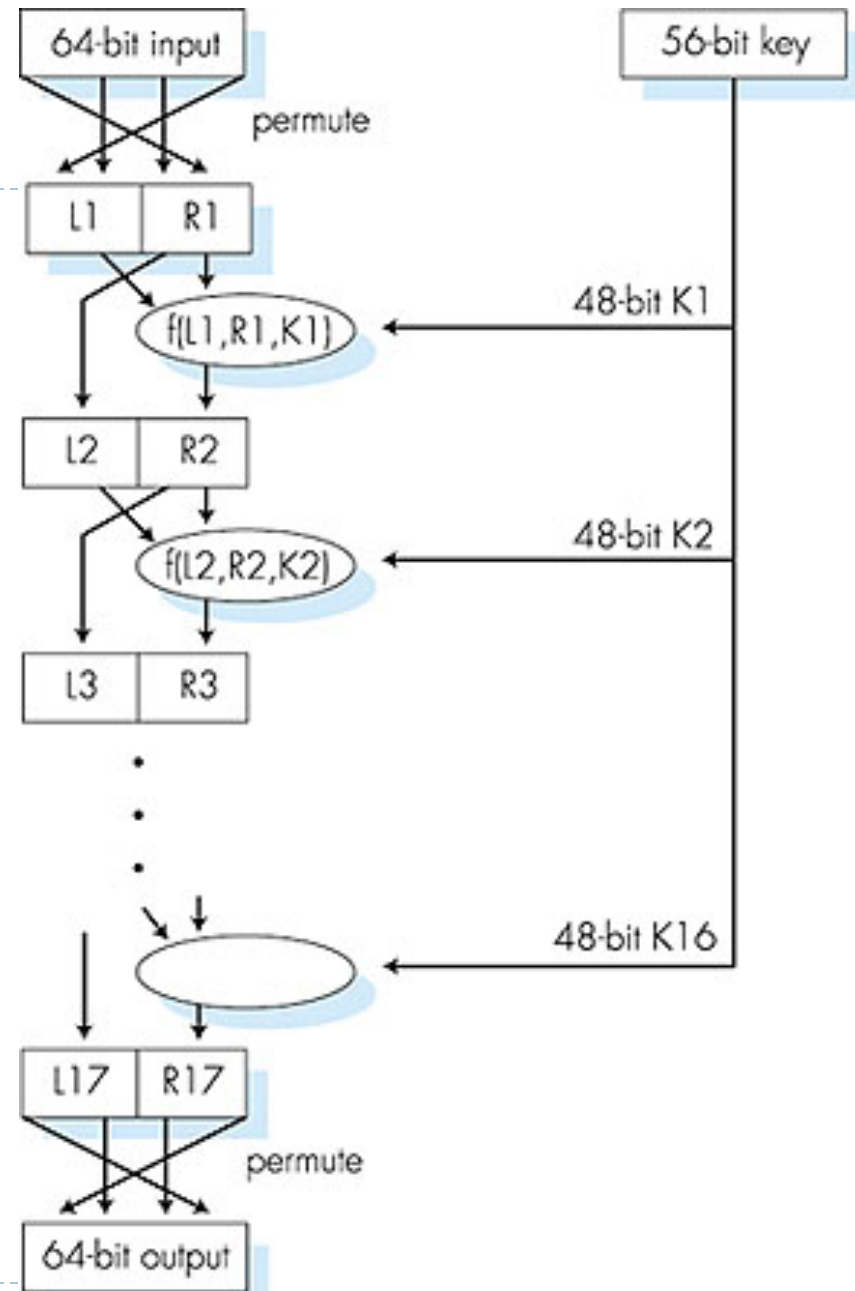 64-bit input
56-bit key
permute
L1 R1
48-bit K1
f(L1,R1,K1)
L2 R2
48-bit K2
f(L2,R2,K2)
L3 R3
48-bit K16
L17 R17
permute
64-bit output